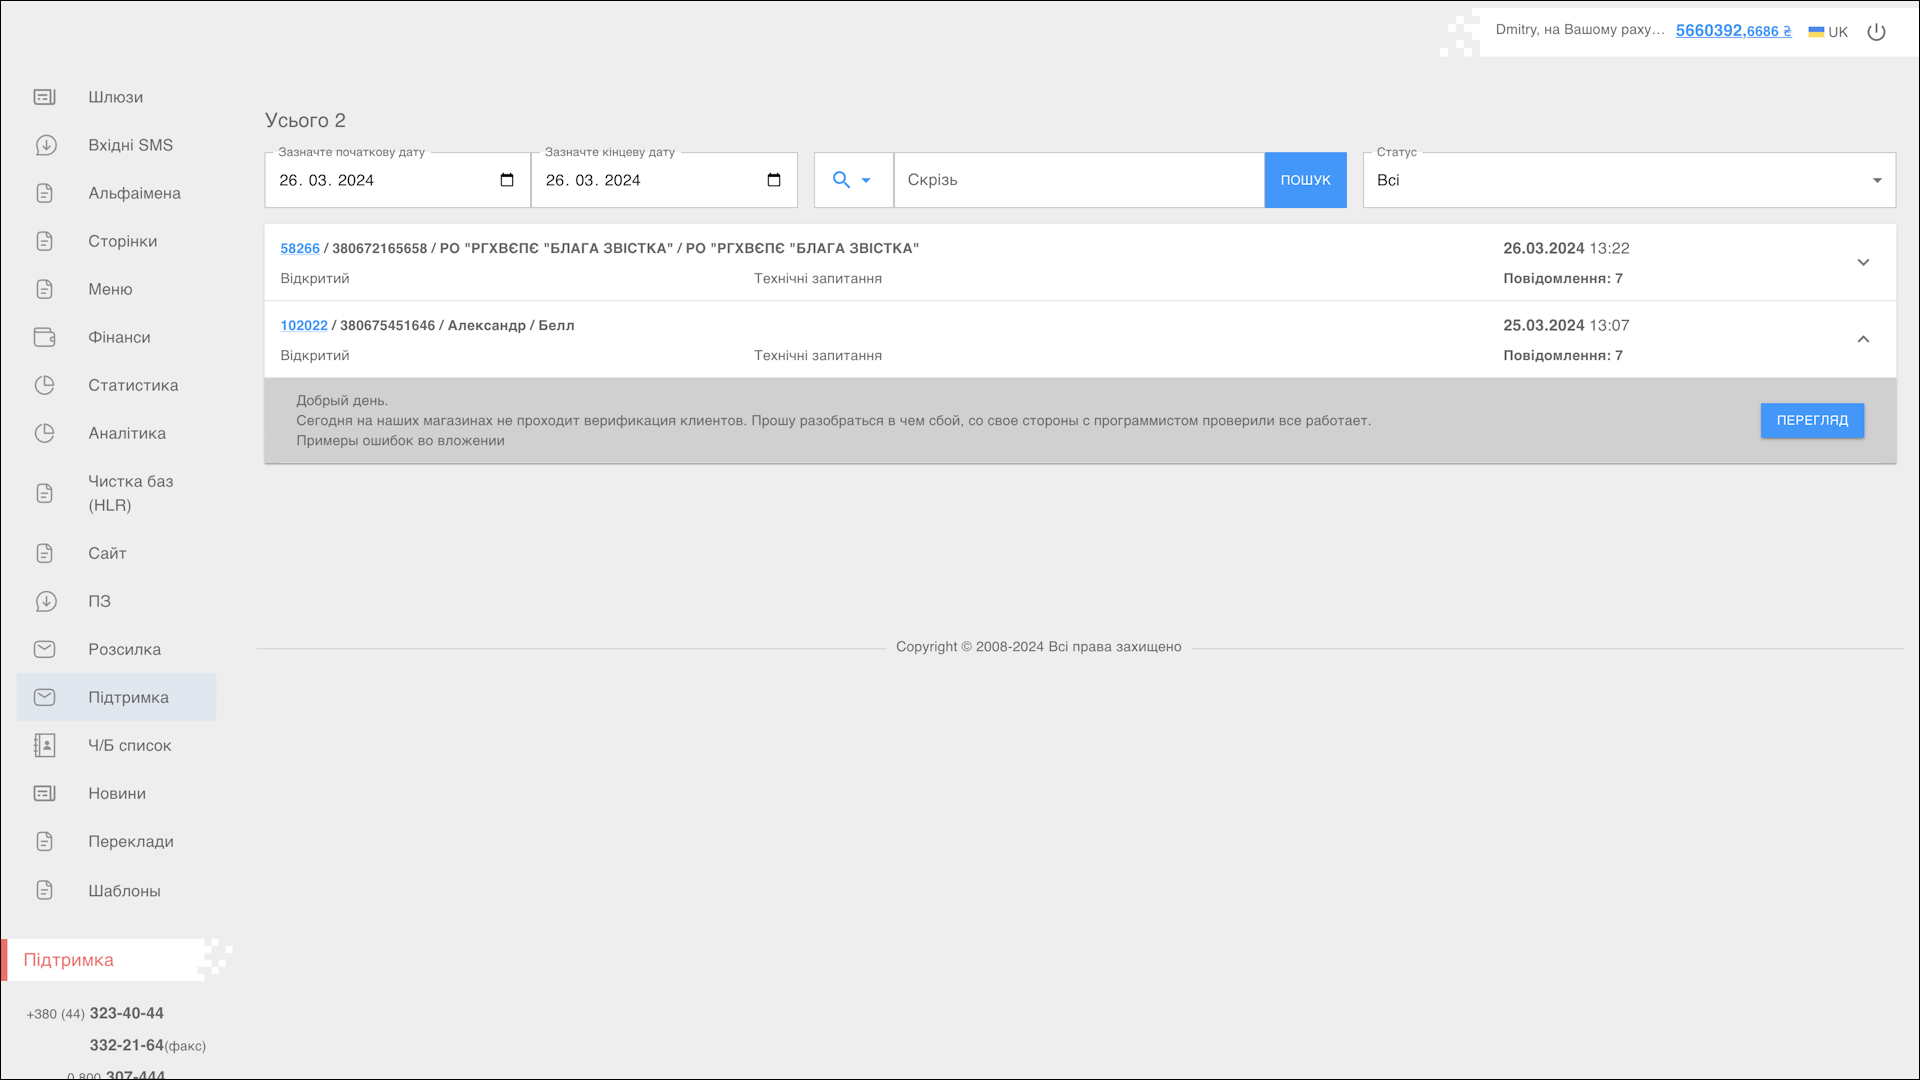 Dmitry, на Вашому раху... 5660392,6686 ₴ UK
Шлюзи
Вхідні SMS
Альфаімена
Сторінки
Меню
Фінанси
Статистика
Аналітика
Чистка баз
(HLR)
Сайт
ПЗ
Розсилка
Підтримка
Ч/Б список
Новини
Переклади
Шаблоны
Підтримка
+380 (44) 323-40-44
332-21-64(факс)
0 800 307-444
Усього 2
Зазначте початкову дату
26. 03. 2024
Зазначте кінцеву дату
26. 03. 2024
Скрізь
ПОШУК
Статус
Всі
58266 / 380672165658 / РО "РГХВЄПЄ "БЛАГА ЗВІСТКА" / РО "РГХВЄПЄ "БЛАГА ЗВІСТКА"
26.03.2024 13:22
Відкритий
Технічні запитання
Повідомлення: 7
102022 / 380675451646 / Александр / Белл
25.03.2024 13:07
Відкритий
Технічні запитання
Повідомлення: 7
Добрый день.
Сегодня на наших магазинах не проходит верификация клиентов. Прошу разобраться в чем сбой, со свое стороны с программистом проверили все работает.
Примеры ошибок во вложении
ПЕРЕГЛЯД
Copyright © 2008-2024 Всі права захищено